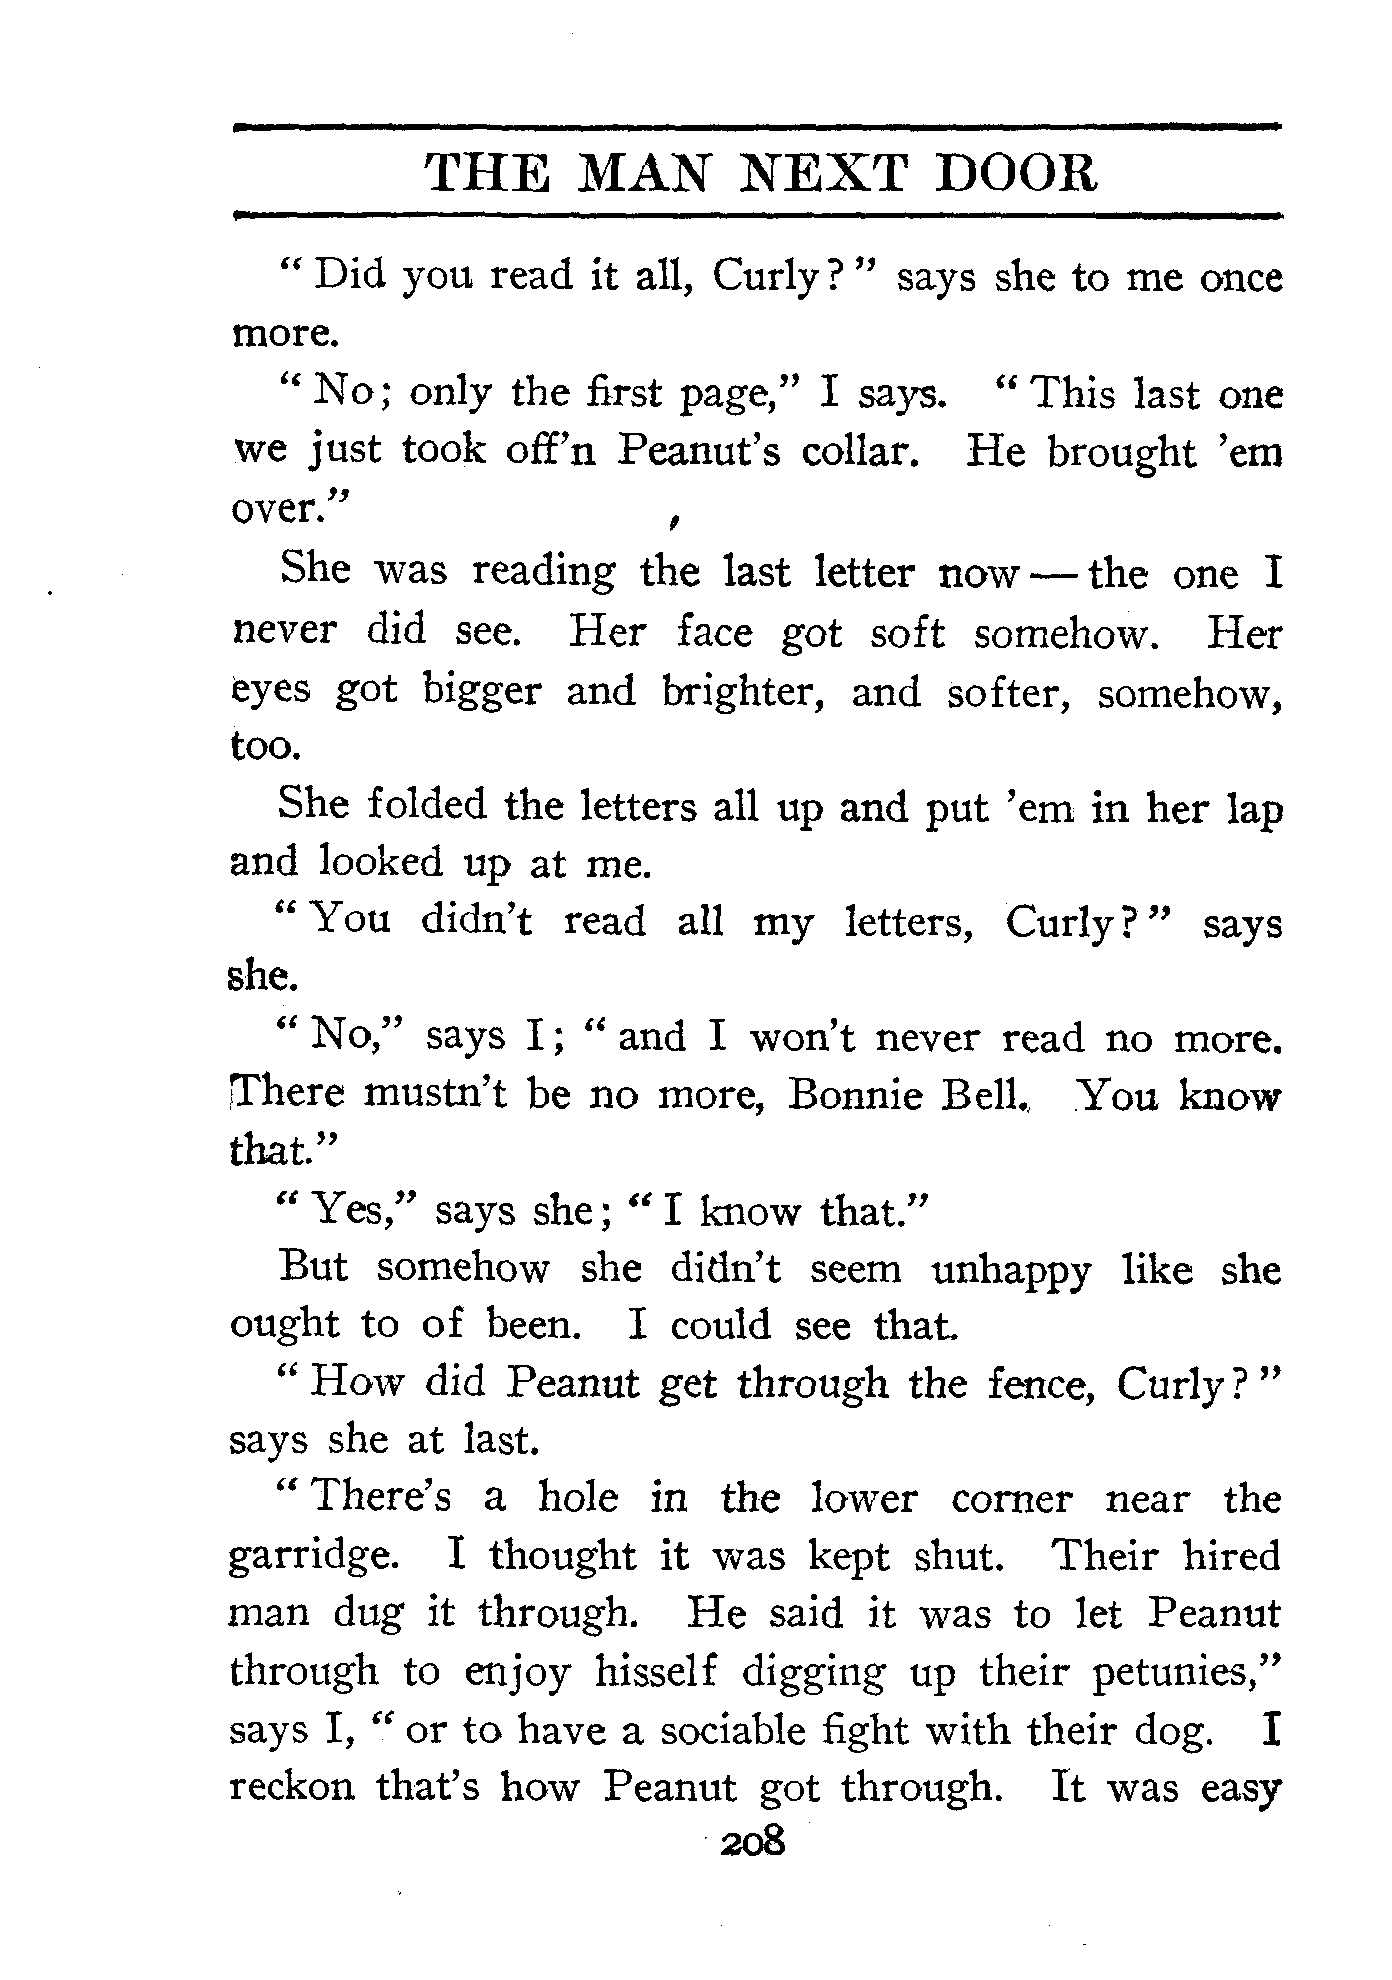 THE MAN NEXT DOOR
“ Did you read it all, Curly? ” says she to me once
more.
“ No; only the first page,” I says. “ This last one
we just took off’n Peanut’s collar. He brought ’em
over.”
She was reading the last letter now — the one I
never did see. Her face got soft somehow. Her
eyes got bigger and brighter, and softer, somehow,
too.
She folded the letters all up and put ’em in her lap
and looked up at me.
“ You didn’t read all my letters, Curly? ” says
she.
“ No,” says I; “ and I won’t never read no more.
There mustn’t be no more, Bonnie Bell. You know
that.”
“ Yes,” says she; “ I know that.”
But somehow she didn’t seem unhappy like she
ought to of been. I could see that.
“ How did Peanut get through the fence, Curly? ”
says she at last.
“ There’s a hole in the lower corner near the
garridge. I thought it was kept shut. Their hired
man dug it through. He said it was to let Peanut
through to enjoy hisself digging up their petunies,”
says I, “ or to have a sociable fight with their dog. I
reckon that’s how Peanut got through. It was easy
208